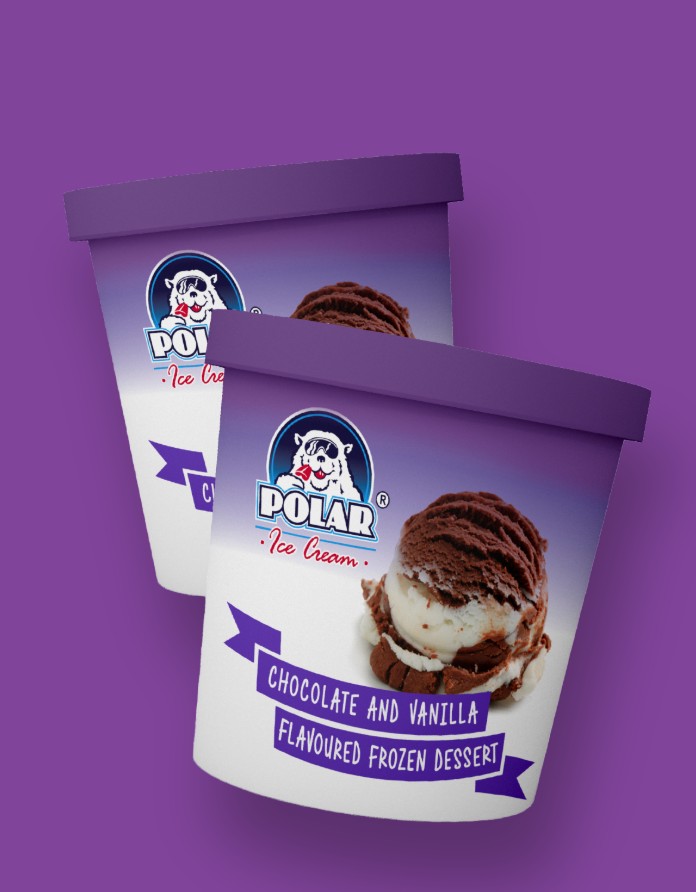 POLAR
®
Ice Cream
POLAR
®
Ice Cream
CHOCOLATE AND VANILLA
FLAVOURED FROZEN DESSERT